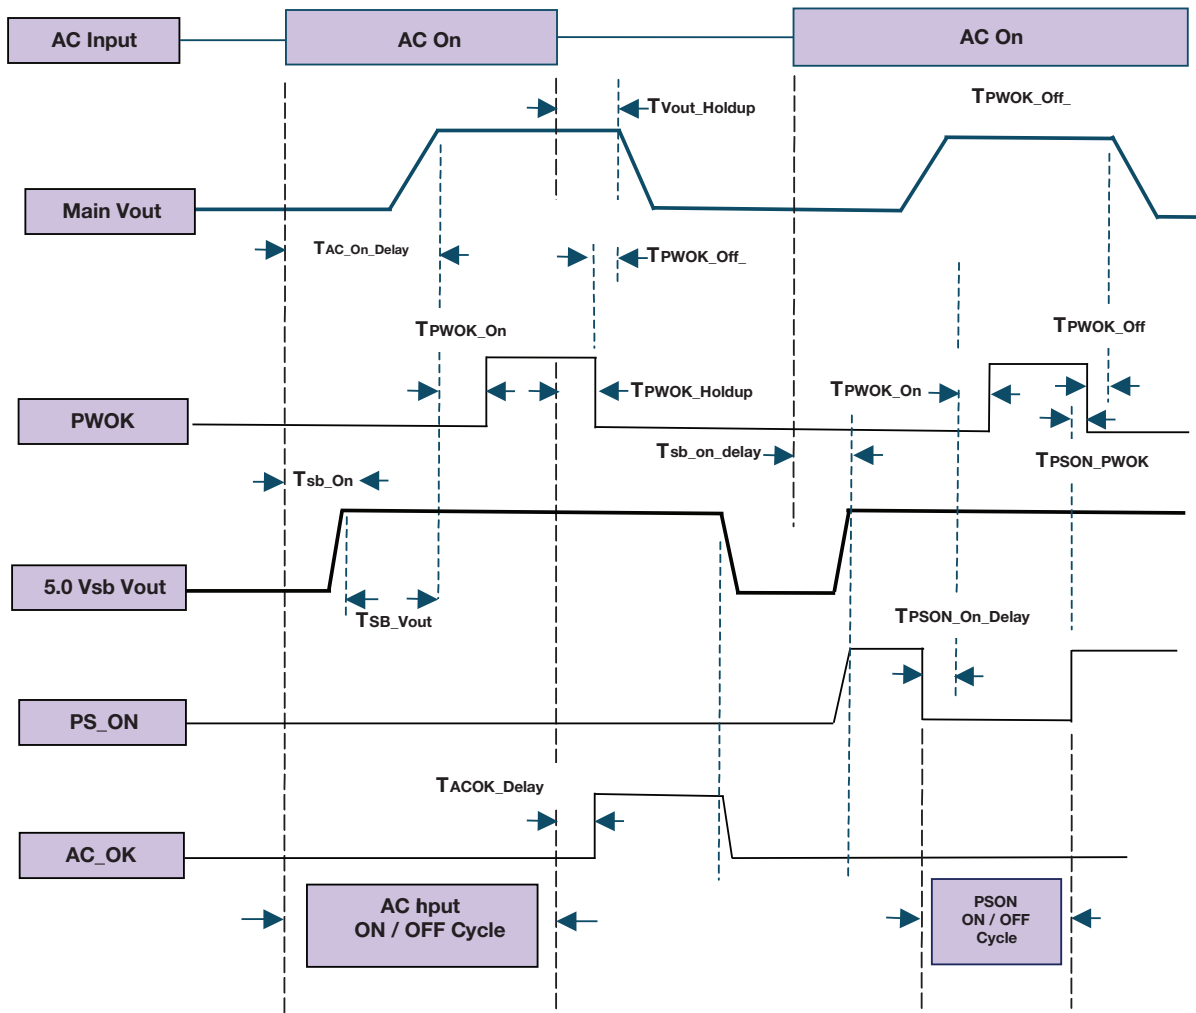 AC Input
AC On
AC On
TVout_Holdup
TPWOK_Off_
Main Vout
TAC_On_Delay
TPWOK_Off_
TPWOK_On
TPWOK_Off
TPWOK_Holdup
TPWOK_On
PWOK
Tsb_on_delay
TPSON_PWOK
Tsb_On
5.0 Vsb Vout
TSB_Vout
TPSON_On_Delay
PS_ON
TACOK_Delay
AC_OK
AC hput
ON / OFF Cycle
PSON
ON / OFF
Cycle